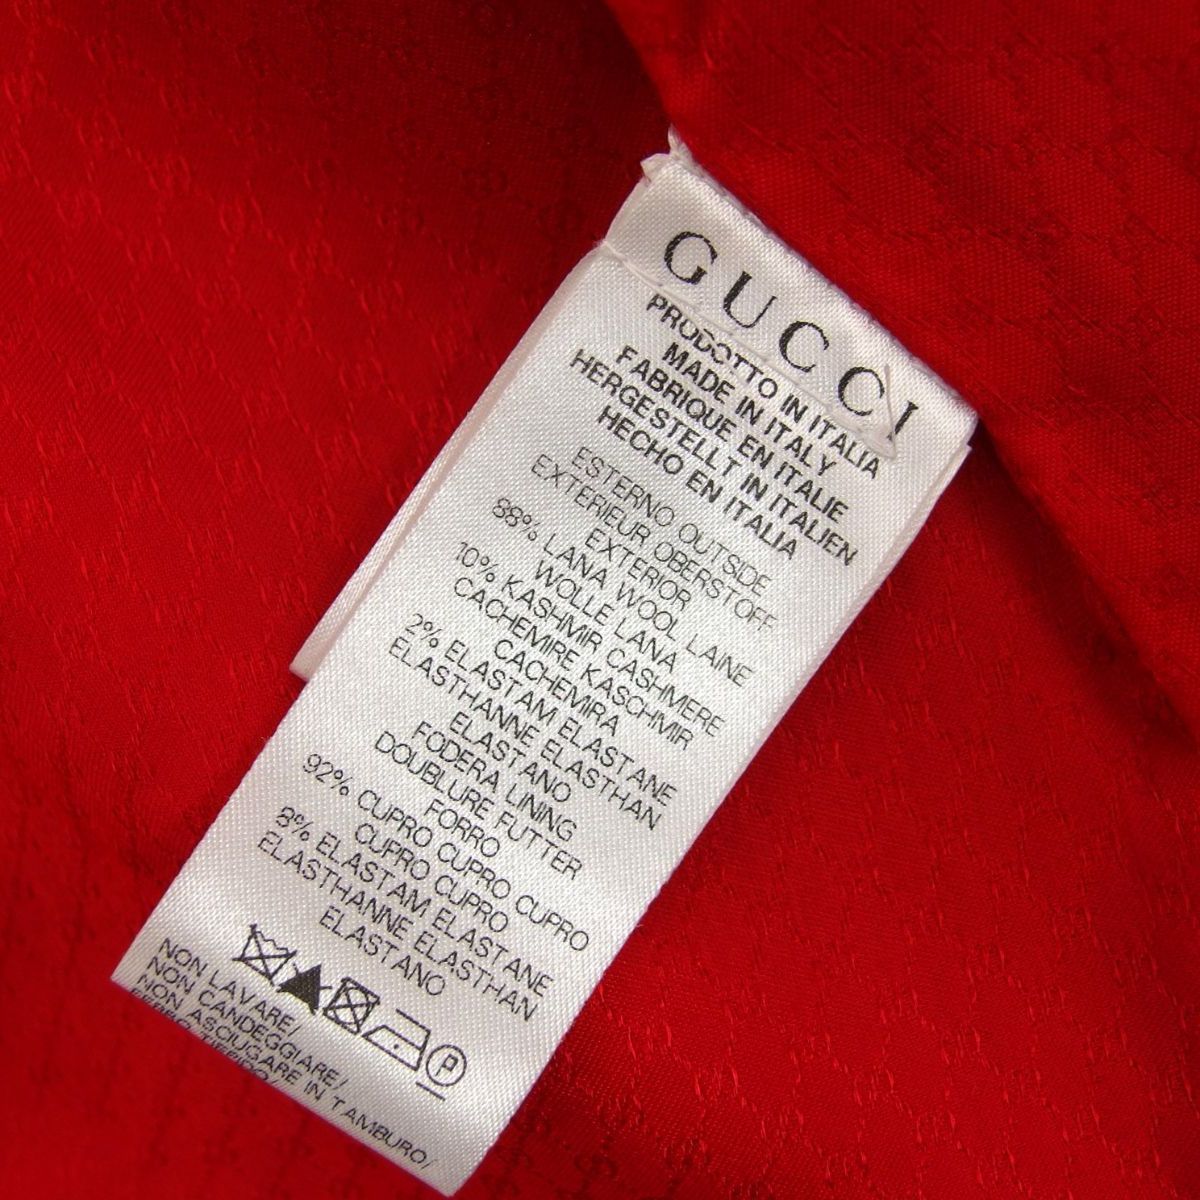 GUCCI
PRODOTTO IN ITALIA
MADE IN ITALY
FABRIQUE EN ITALIE
HERGESTELLT IN ITALIEN
HECHO EN ITALIA
ESTERNO OUTSIDE
EXTERIEUR OBERSTOFF
EXTERIOR
88% LANA WOOL LAINE
WOLLE LANA
10% KASHMIR CASHMERE
CACHEMIRE KASCHMIR
CACHEMIRA
2% ELASTAM ELASTANE
ELASTHANNE ELASTHAN
ELASTANO
FODERA LINING
DOUBLURE FUTTER
FORRO
92% CUPRO CUPRO CUPRO
CUPRO CUPRO
8% ELASTAM ELASTANE
ELASTHANNE ELASTHAN
ELASTANO
P
NON LAVARE/
NON CANDEGGIARE/
NON ASCIUGARE IN TAMBURO/
FERRO TIEPIDO/